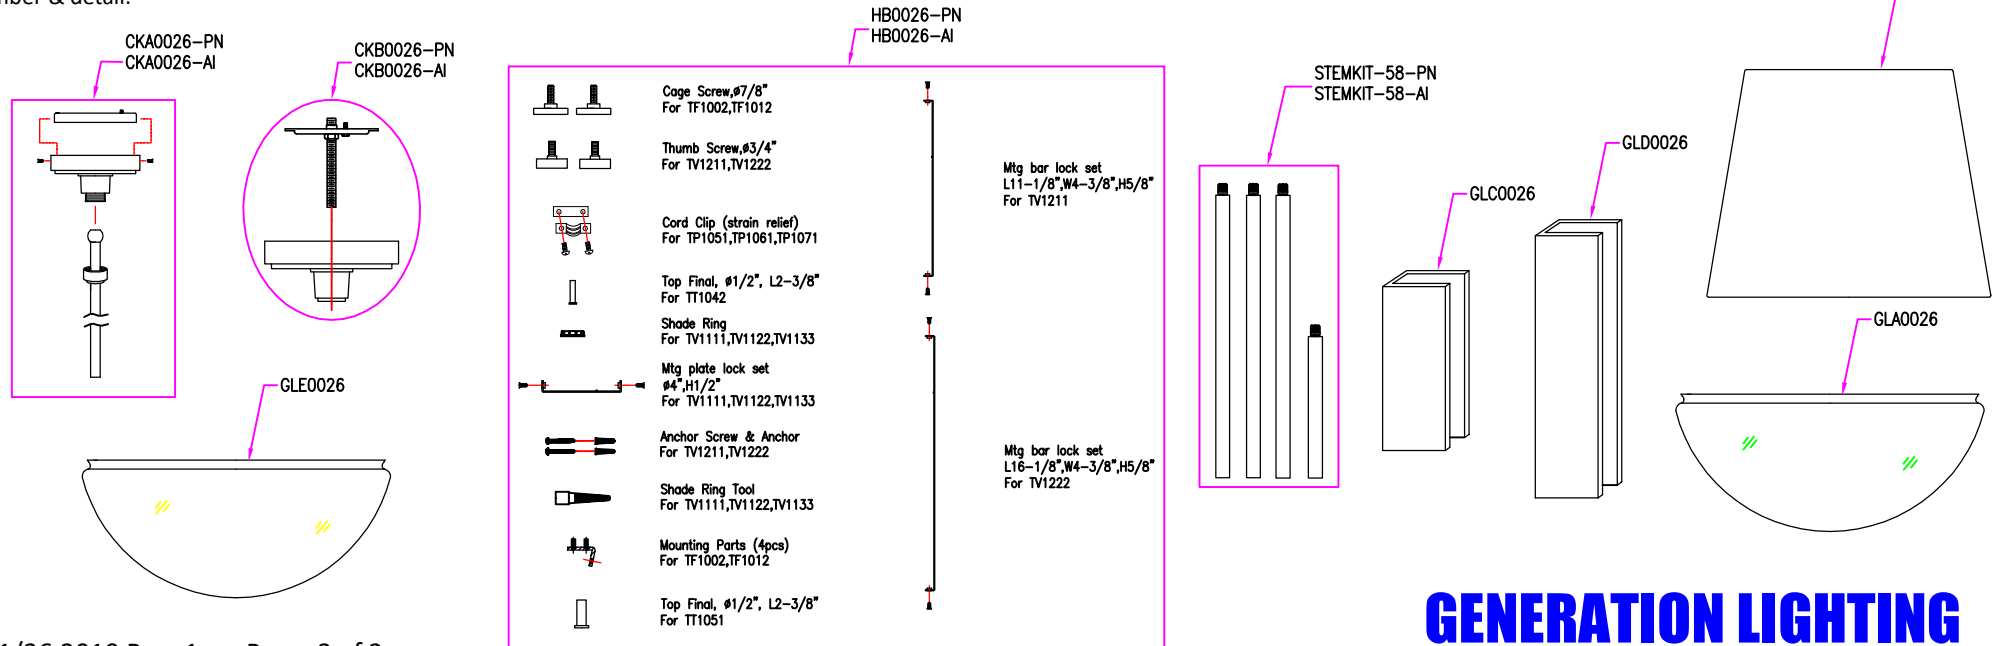 & detail.
CKA0026-PN
CKA0026-AI
CKB0026-PN
CKB0026-AI
HB0026-PN
HB0026-AI
Cage Screw,ø7/8"
For TF1002,TF1012
Thumb Screw,ø3/4"
For TV1211,TV1222
Cord Clip (strain relief)
For TP1051,TP1061,TP1071
Top Final, ø1/2", L2-3/8"
For TT1042
Shade Ring
For TV1111,TV1122,TV1133
Mtg plate lock set
ø4",H1/2"
For TV1111,TV1122,TV1133
Anchor Screw & Anchor
For TV1211,TV1222
Shade Ring Tool
For TV1111,TV1122,TV1133
Mounting Parts (4pcs)
For TF1002,TF1012
Top Final, ø1/2", L2-3/8"
For TT1051
Mtg bar lock set
L11-1/8",W4-3/8",H5/8"
For TV1211
Mtg bar lock set
L16-1/8",W4-3/8",H5/8"
For TV1222
STEMKIT-58-PN
STEMKIT-58-AI
GLC0026
GLD0026
GLA0026
GLE0026
GENERATION LIGHTING